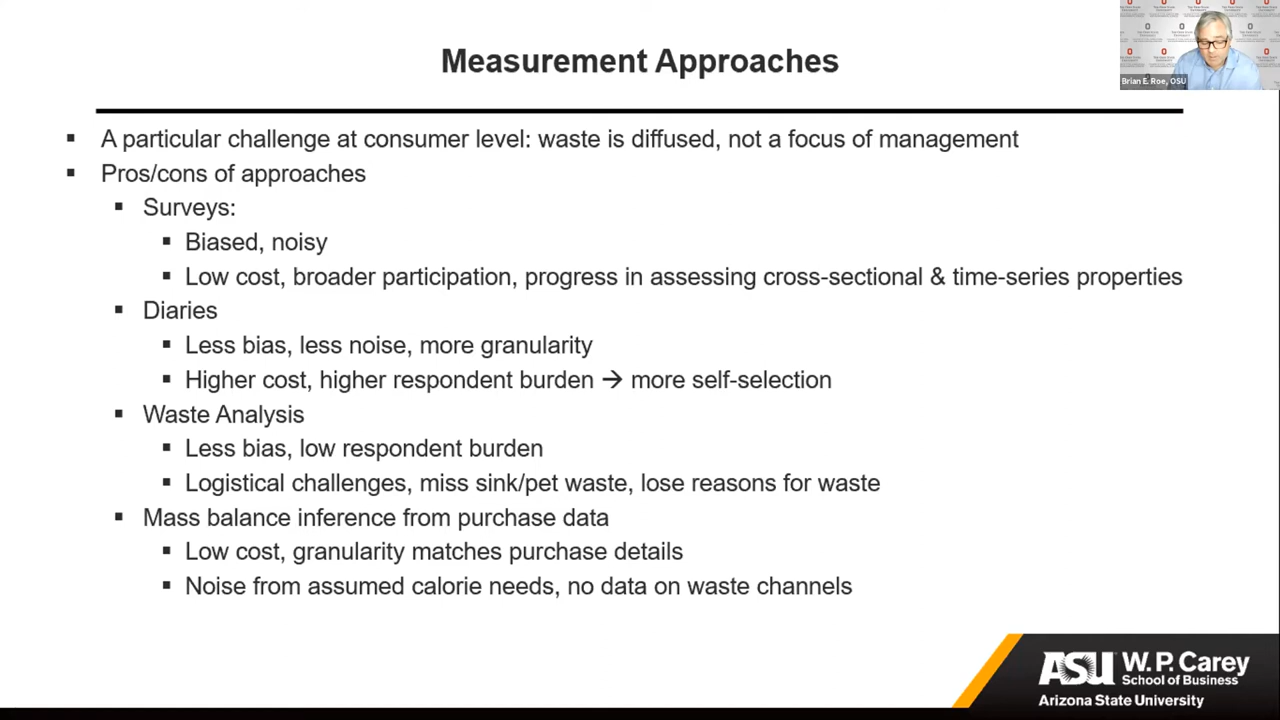 Measurement Approaches
Brian E. Roe, OSU
▪ A particular challenge at consumer level: waste is diffused, not a focus of management
▪ Pros/cons of approaches
▪ Surveys:
▪ Biased, noisy
▪ Low cost, broader participation, progress in assessing cross-sectional & time-series properties
▪ Diaries
▪ Less bias, less noise, more granularity
▪ Higher cost, higher respondent burden → more self-selection
▪ Waste Analysis
▪ Less bias, low respondent burden
▪ Logistical challenges, miss sink/pet waste, lose reasons for waste
▪ Mass balance inference from purchase data
▪ Low cost, granularity matches purchase details
▪ Noise from assumed calorie needs, no data on waste channels
ASU W. P. Carey
School of Business
Arizona State University